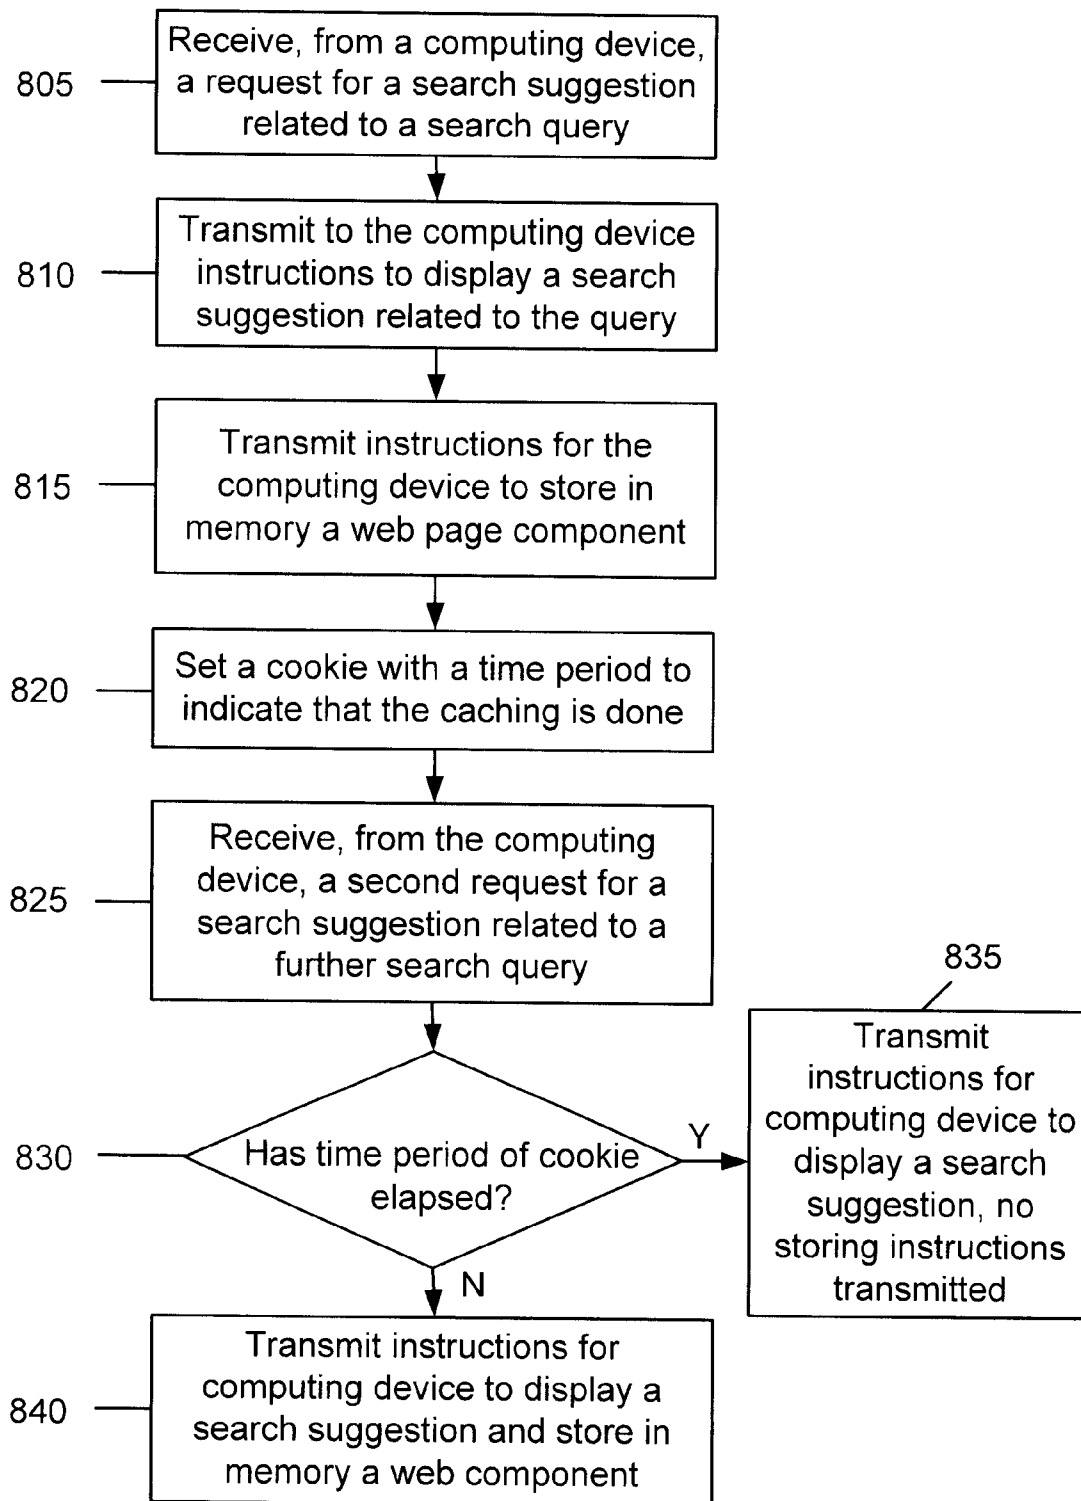 805
Receive, from a computing device,
a request for a search suggestion
related to a search query
810
Transmit to the computing device
instructions to display a search
suggestion related to the query
815
Transmit instructions for the
computing device to store in
memory a web page component
820
Set a cookie with a time period to
indicate that the caching is done
825
Receive, from the computing
device, a second request for a
search suggestion related to a
further search query
830
Has time period of cookie
elapsed?
Y
835
Transmit
instructions for
computing device to
display a search
suggestion, no
storing instructions
transmitted
N
840
Transmit instructions for
computing device to display a
search suggestion and store in
memory a web component